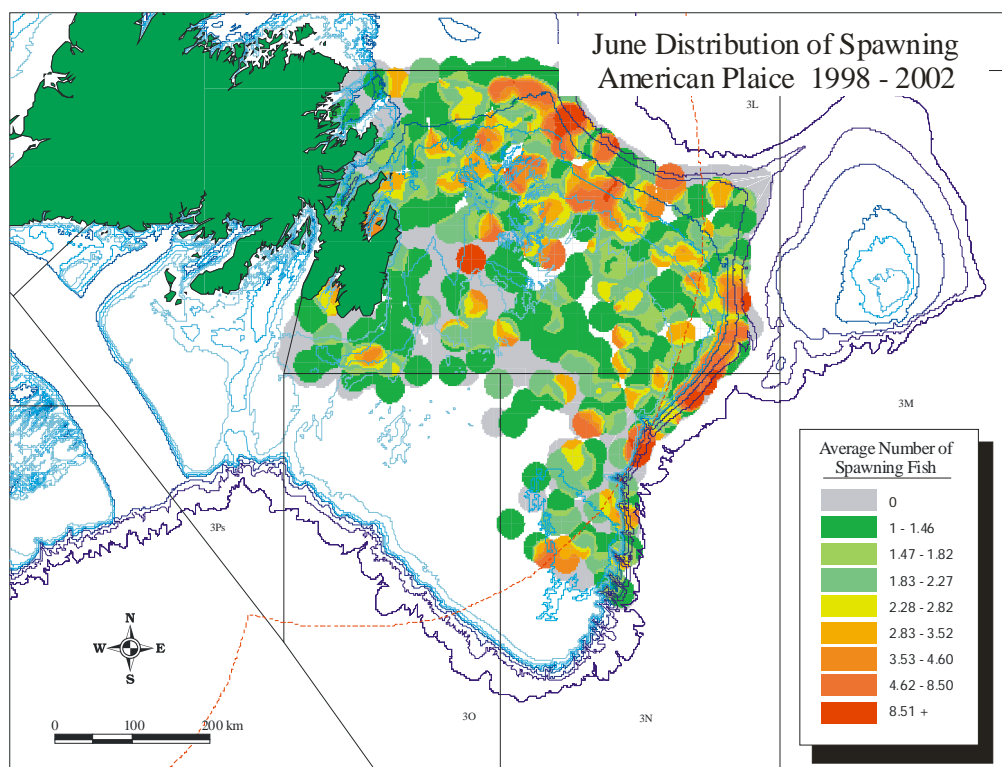 June Distribution of Spawning
American Plaice 1998 - 2002
3L
3M
3Ps
3O
3N
N
W E
S
0 100 200 km
Average Number of
Spawning Fish
0
1 - 1.46
1.47 - 1.82
1.83 - 2.27
2.28 - 2.82
2.83 - 3.52
3.53 - 4.60
4.62 - 8.50
8.51 +